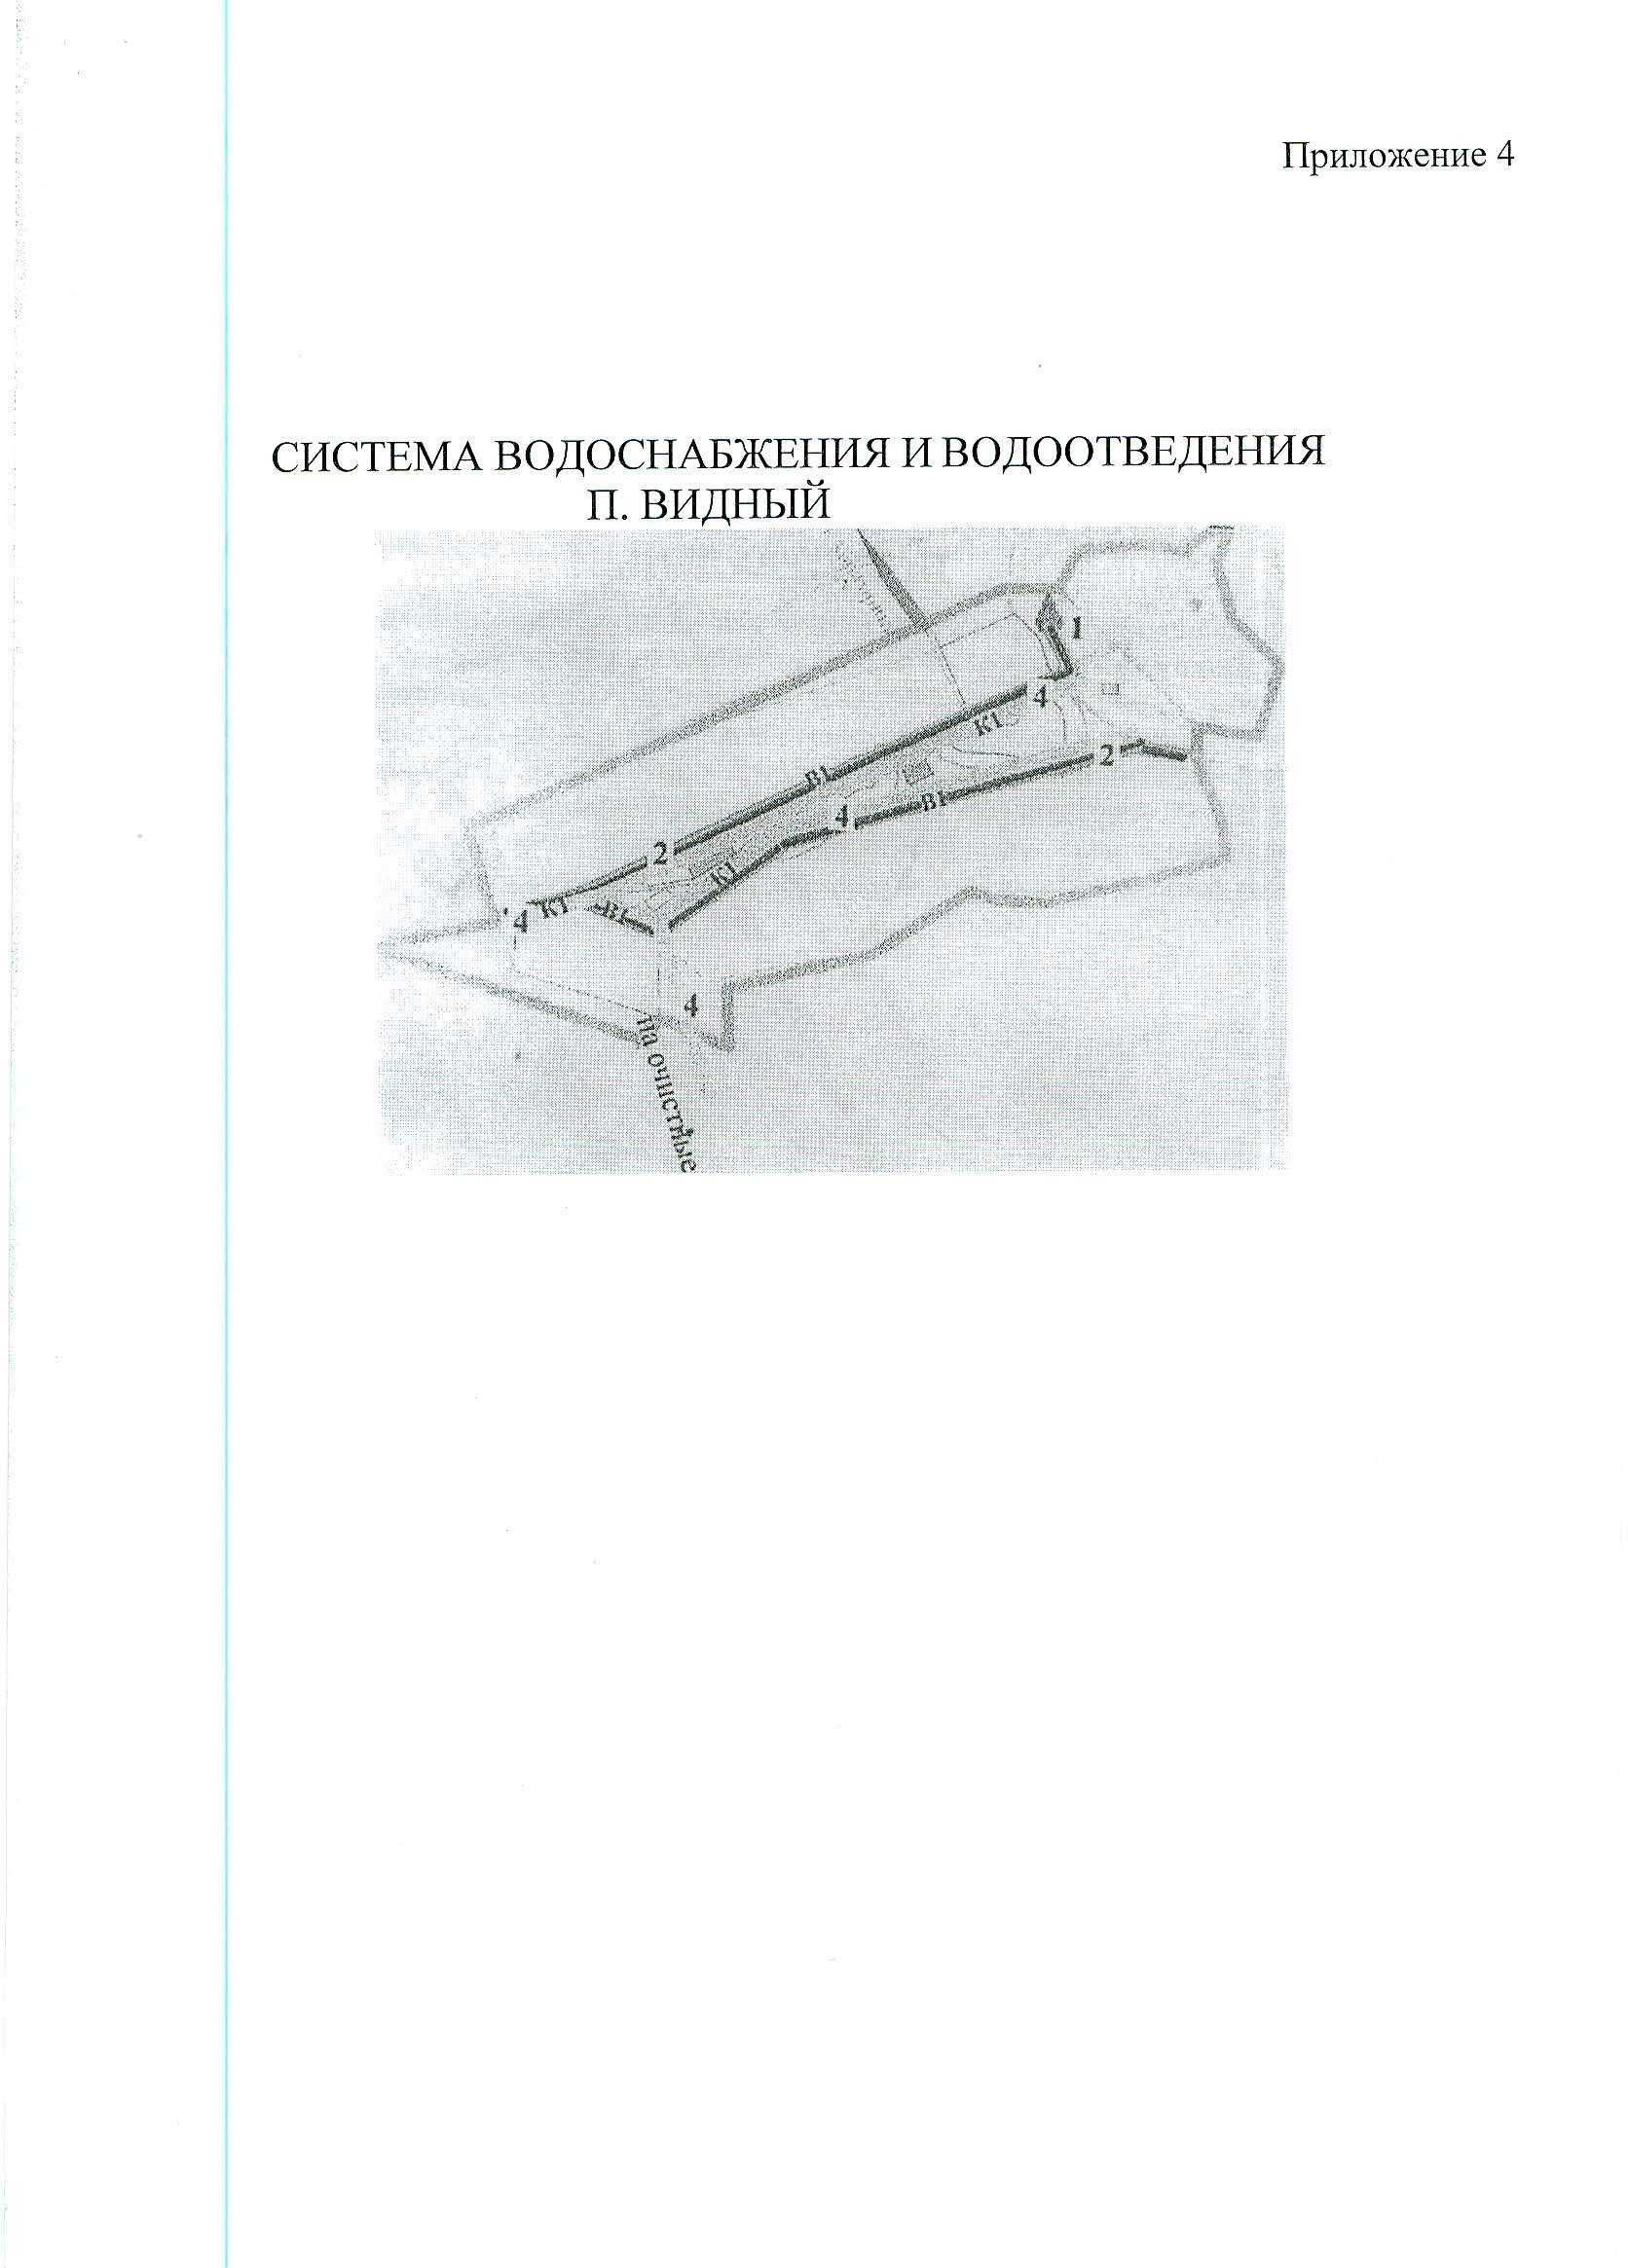 Приложение 4
СИСТЕМА ВОДОСНАБЖЕНИЯ И ВОДООТВЕДЕНИЯ
П. ВИДНЫЙ
1
4
К1
2
В1
В1
4
2
К1
4
К1
В1
4
на очистные